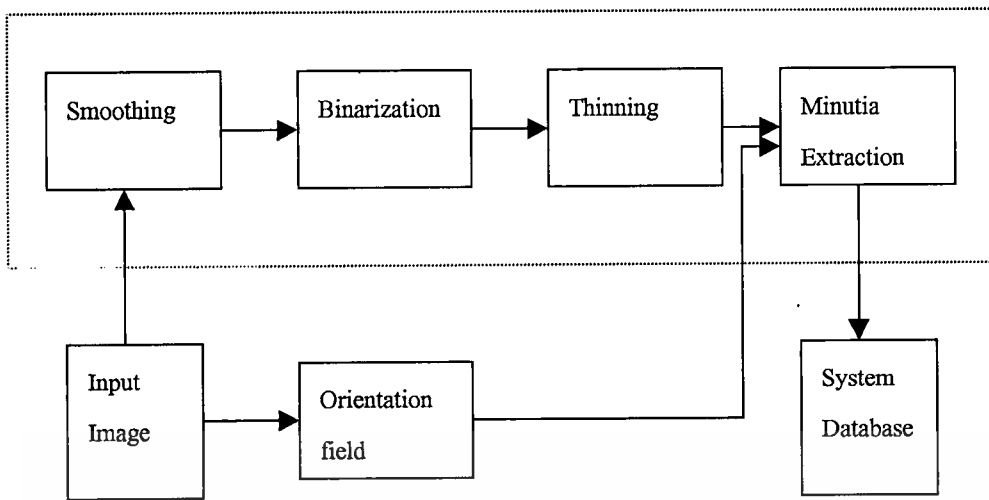 Smoothing
Binarization
Thinning
Minutia
Extraction
Input
Image
Orientation
field
System
Database